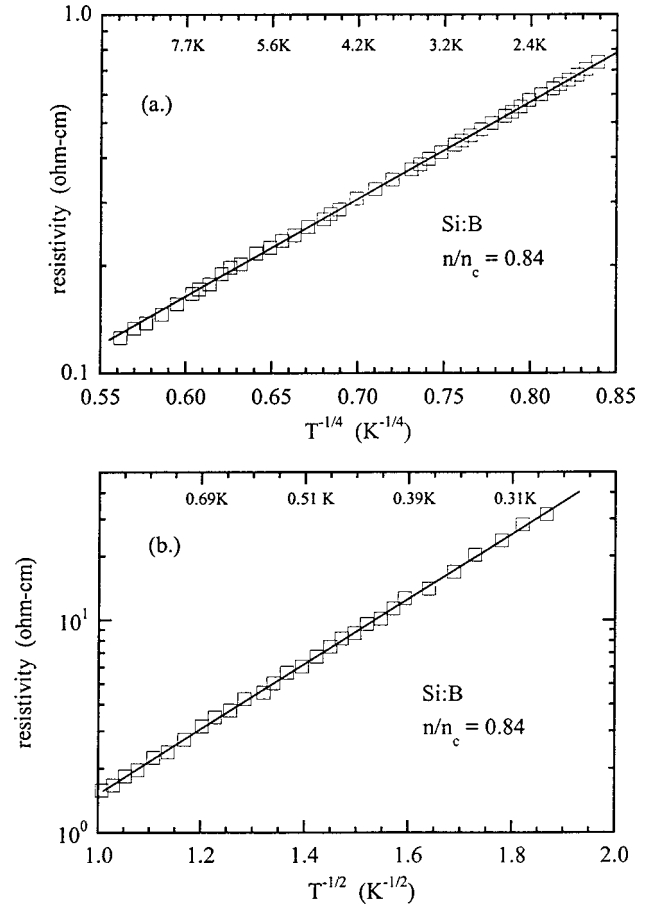 1.0
7.7K 5.6K 4.2K 3.2K 2.4K
(a.)
resistivity (ohm-cm)
Si:B
n/n_c = 0.84
0.1
0.55 0.60 0.65 0.70 0.75 0.80 0.85
T^{-1/4} (K^{-1/4})
0.69K 0.51 K 0.39K 0.31K
(b.)
10^1
resistivity (ohm-cm)
Si:B
n/n_c = 0.84
10^0
1.0 1.2 1.4 1.6 1.8 2.0
T^{-1/2} (K^{-1/2})